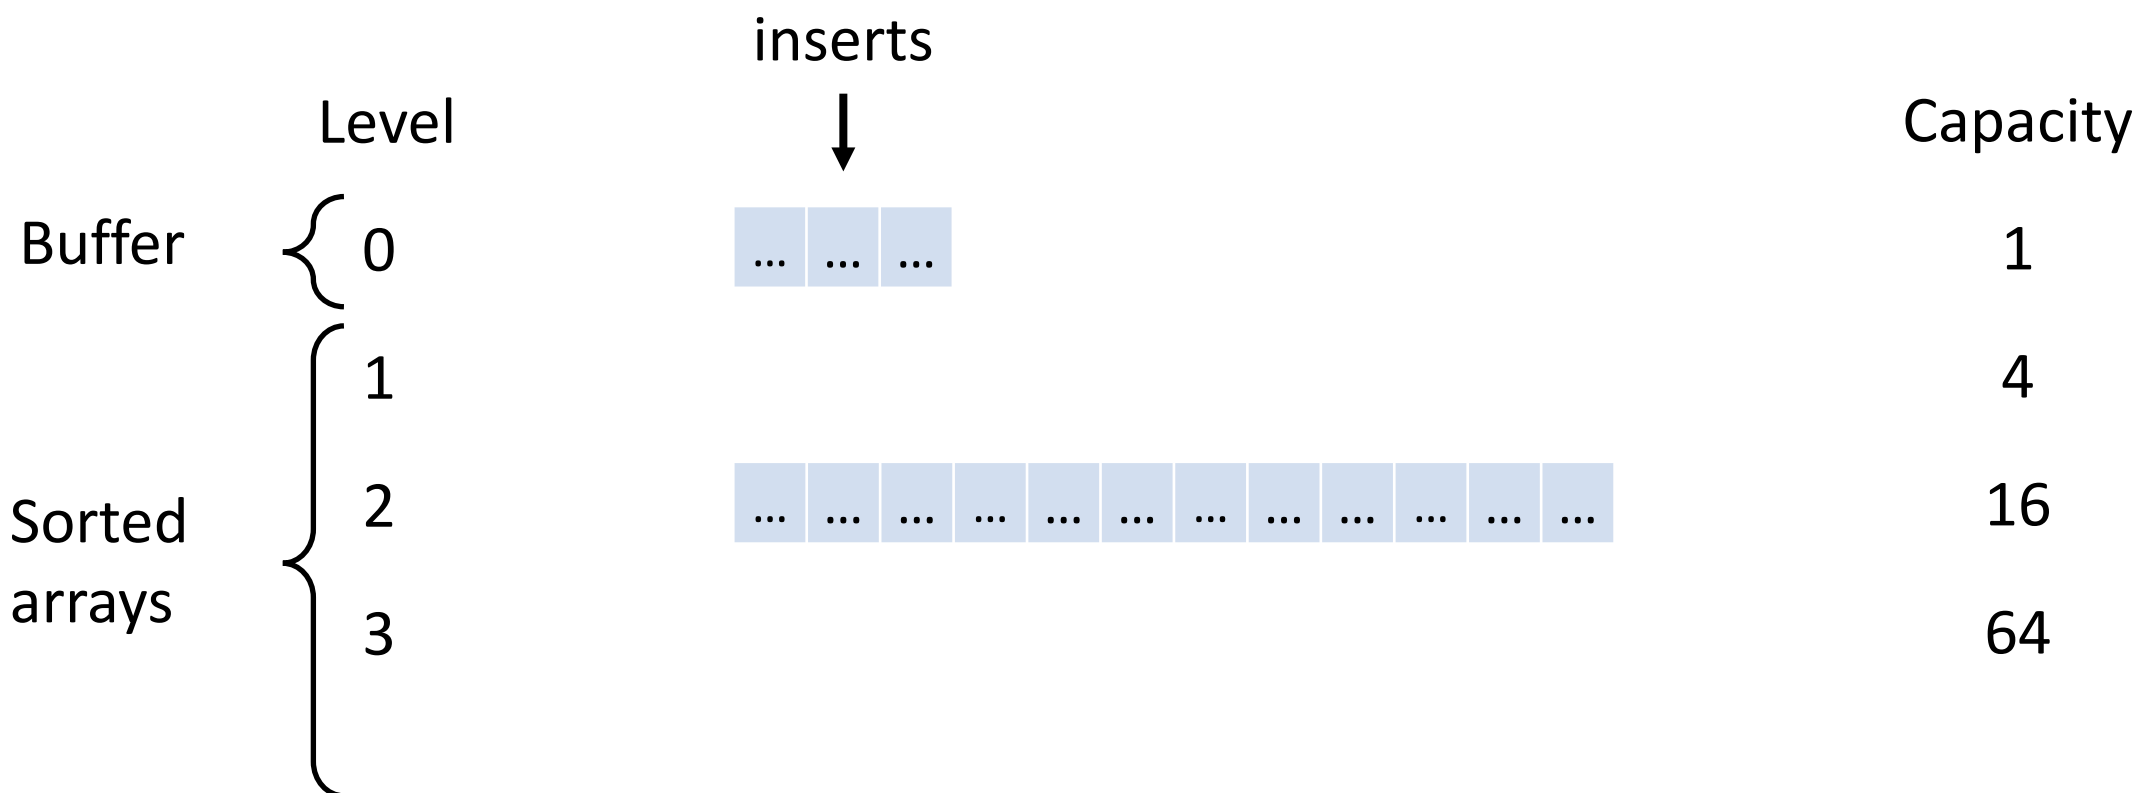 inserts
Level Capacity
Buffer 0 ... ... ... 1
1 4
2 ... ... ... ... ... ... ... ... ... ... ... ... 16
Sorted
arrays
3 64